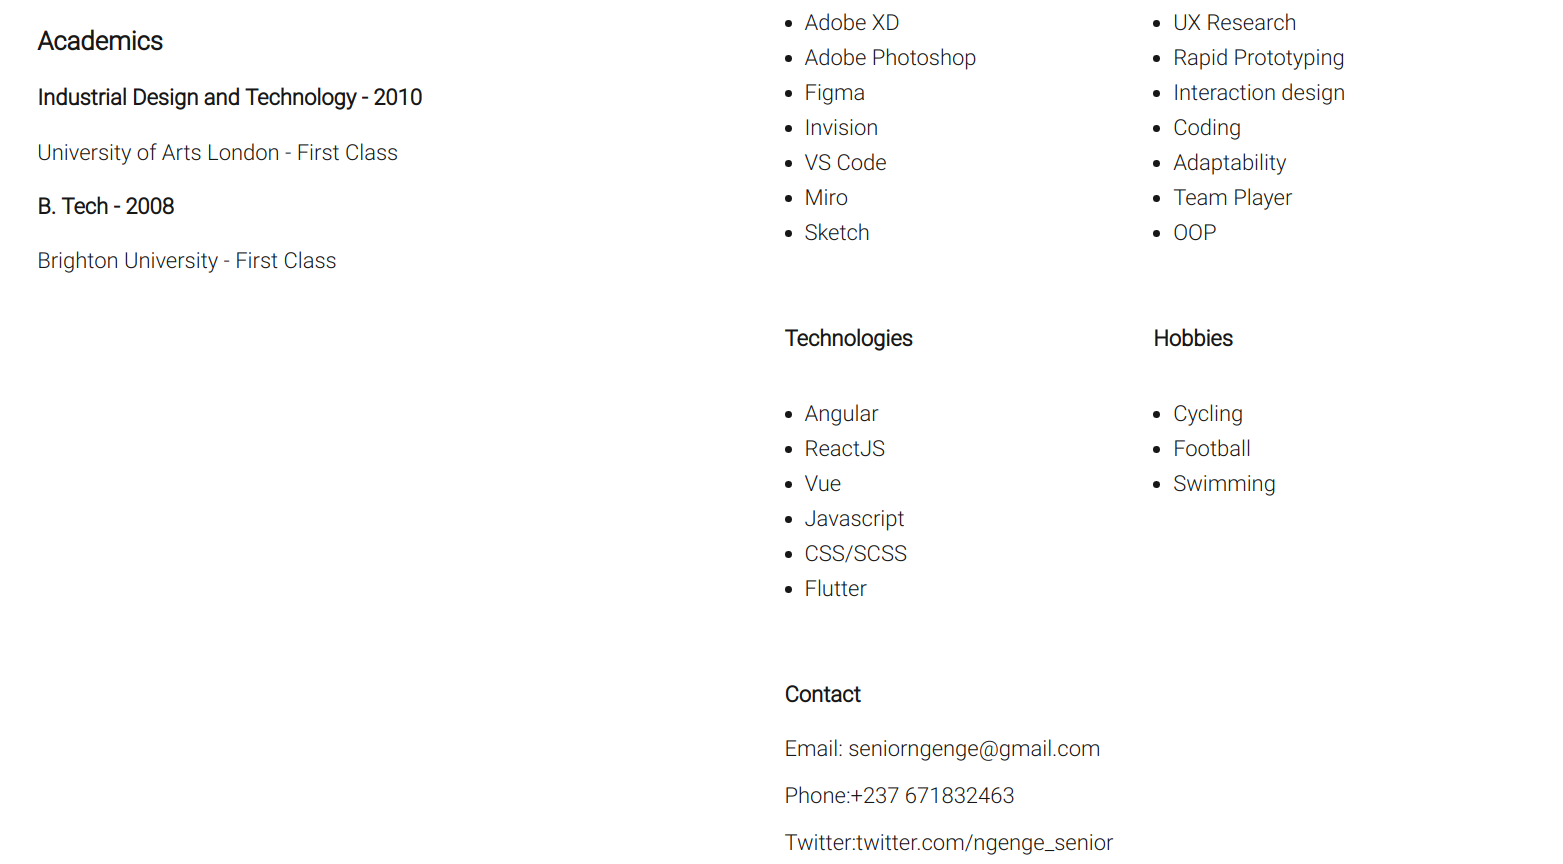 Academics
Industrial Design and Technology - 2010
University of Arts London - First Class
B. Tech - 2008
Brighton University - First Class
Adobe XD
Adobe Photoshop
Figma
Invision
VS Code
Miro
Sketch
UX Research
Rapid Prototyping
Interaction design
Coding
Adaptability
Team Player
OOP
Technologies
Angular
ReactJS
Vue
Javascript
CSS/SCSS
Flutter
Hobbies
Cycling
Football
Swimming
Contact
Email: seniorngenge@gmail.com
Phone:+237 671832463
Twitter:twitter.com/ngenge_senior